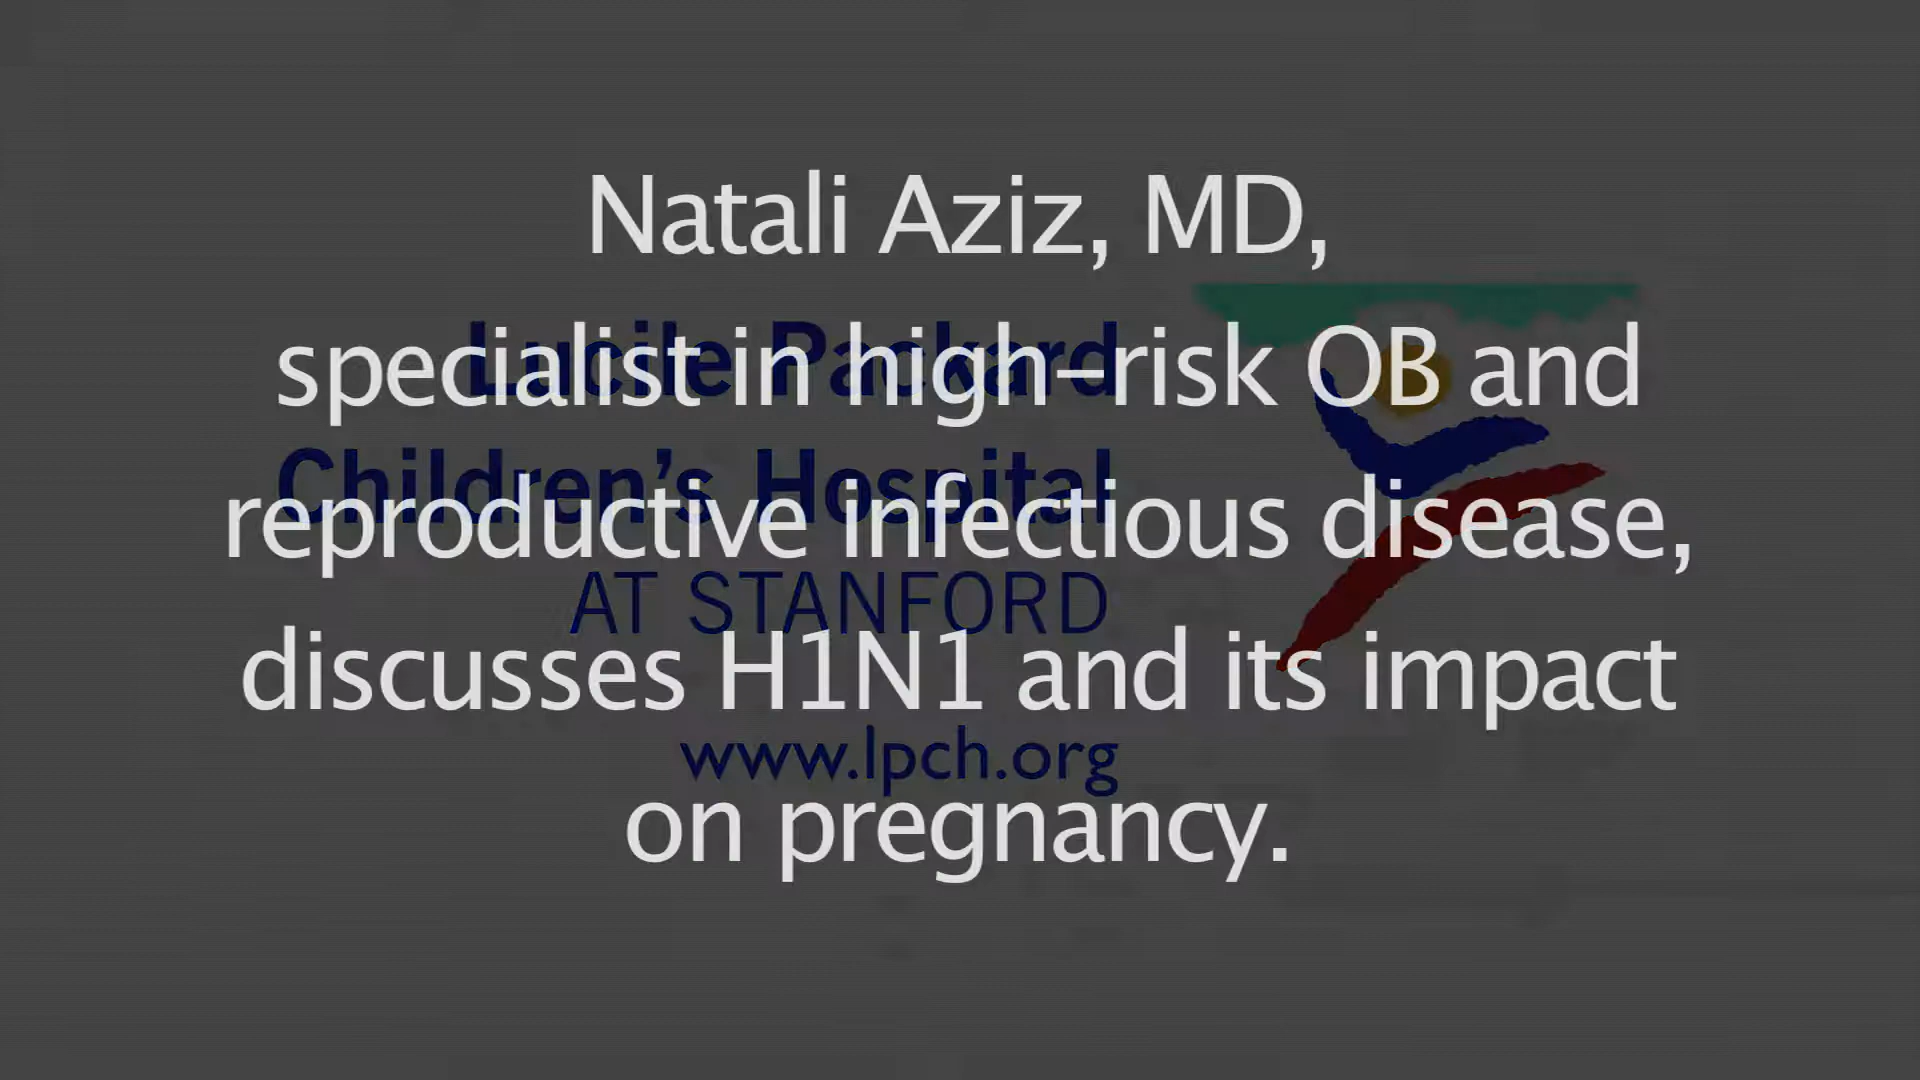 Natali Aziz, MD,
specialist in high-risk OB and
reproductive infectious disease,
discusses H1N1 and its impact
on pregnancy.
Lucile Packard
Children's Hospital
AT STANFORD
www.lpch.org